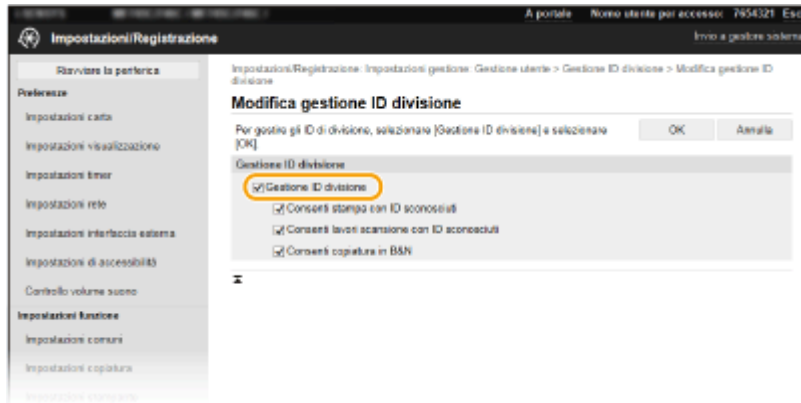 A portale Nome utente per accesso: 7654321 Esc
Impostazioni/Registrazione
Invio a gestore sistema
Riavviare la periferica
Preferenze
Impostazioni carta
Impostazioni visualizzazione
Impostazioni timer
Impostazioni rete
Impostazioni interfaccia esterna
Impostazioni di accessibilità
Controllo volume suono
Impostazioni funzione
Impostazioni comuni
Impostazioni copiatura
Impostazioni stampante
Impostazioni/Registrazione: Impostazioni gestione: Gestione utente > Gestione ID divisione > Modifica gestione ID
divisione
Modifica gestione ID divisione
Per gestire gli ID di divisione, selezionare [Gestione ID divisione] e selezionare
[OK].
OK Annulla
Gestione ID divisione
Gestione ID divisione
Consenti stampa con ID sconosciuti
Consenti lavori scansione con ID sconosciuti
Consenti copiatura in B&N